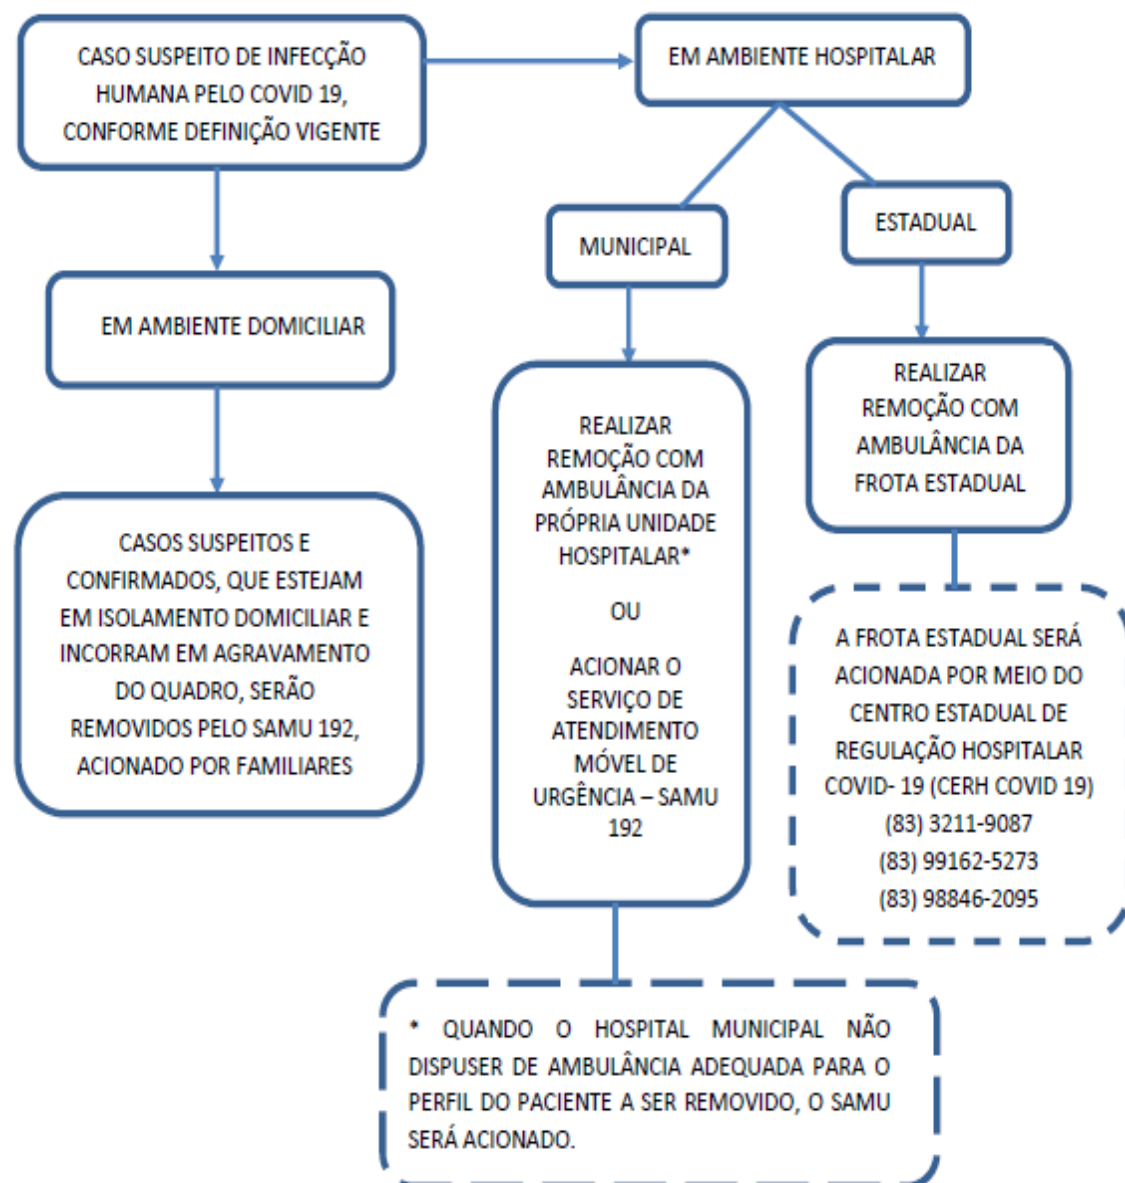 CASO SUSPEITO DE INFECÇÃO
HUMANA PELO COVID 19,
CONFORME DEFINIÇÃO VIGENTE
EM AMBIENTE HOSPITALAR
MUNICIPAL
ESTADUAL
EM AMBIENTE DOMICILIAR
REALIZAR
REMOÇÃO COM
AMBULÂNCIA DA
FROTA ESTADUAL
REALIZAR
REMOÇÃO COM
AMBULÂNCIA DA
PRÓPRIA UNIDADE
HOSPITALAR*
OU
ACIONAR O
SERVIÇO DE
ATENDIMENTO
MÓVEL DE
URGÊNCIA – SAMU
192
CASOS SUSPEITOS E
CONFIRMADOS, QUE ESTEJAM
EM ISOLAMENTO DOMICILIAR E
INCORRAM EM AGRAVAMENTO
DO QUADRO, SERÃO
REMOVIDOS PELO SAMU 192,
ACIONADO POR FAMILIARES
A FROTA ESTADUAL SERÁ
ACIONADA POR MEIO DO
CENTRO ESTADUAL DE
REGULAÇÃO HOSPITALAR
COVID- 19 (CERH COVID 19)
(83) 3211-9087
(83) 99162-5273
(83) 98846-2095
* QUANDO O HOSPITAL MUNICIPAL NÃO
DISPUSER DE AMBULÂNCIA ADEQUADA PARA O
PERFIL DO PACIENTE A SER REMOVIDO, O SAMU
SERÁ ACIONADO.